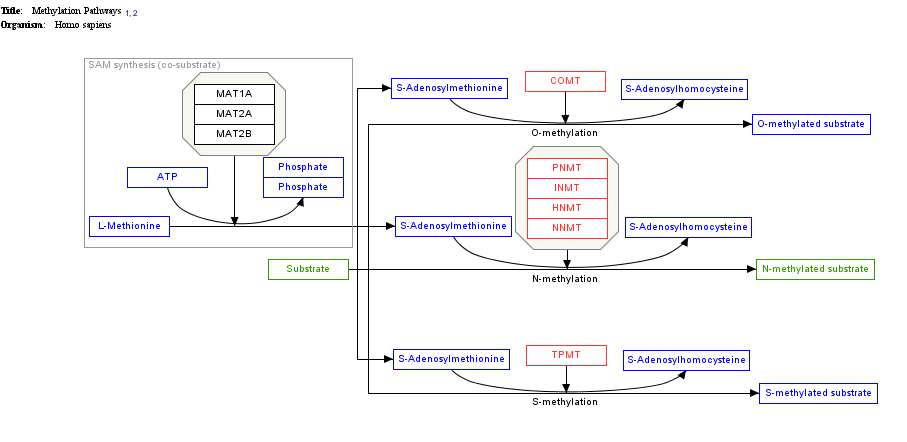 Title: Methylation Pathways 1, 2
Organism: Homo sapiens
SAM synthesis (co-substrate)
MAT1A
MAT2A
MAT2B
ATP
Phosphate
Phosphate
L-Methionine
S-Adenosylmethionine
COMT
S-Adenosylhomocysteine
O-methylated substrate
O-methylation
PNMT
INMT
HNMT
NNMT
S-Adenosylmethionine
S-Adenosylhomocysteine
Substrate
N-methylated substrate
N-methylation
S-Adenosylmethionine
TPMT
S-Adenosylhomocysteine
S-methylated substrate
S-methylation